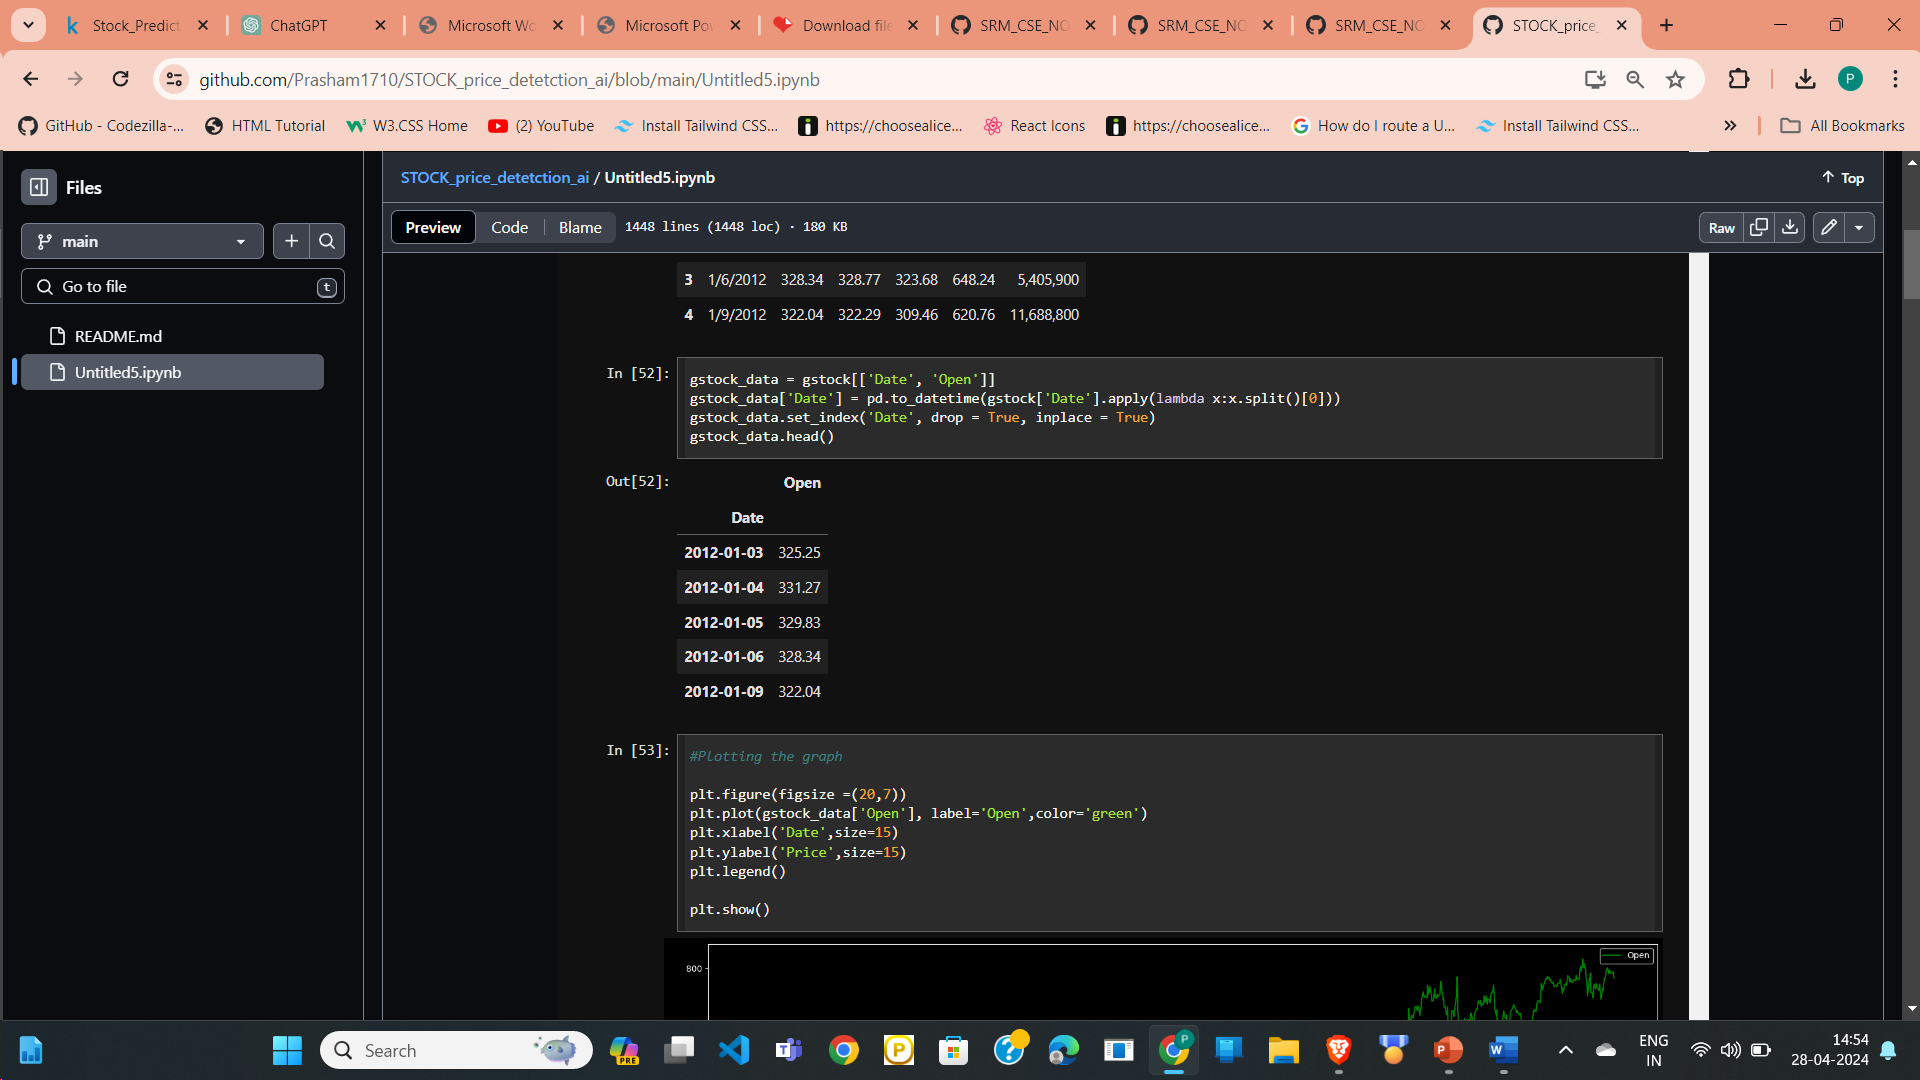 Stock_Predict
ChatGPT
Microsoft Wo
Microsoft Pow
Download file
SRM_CSE_NO
SRM_CSE_NO
SRM_CSE_NO
STOCK_price_
github.com/Prasham1710/STOCK_price_detetction_ai/blob/main/Untitled5.ipynb
P
GitHub - Codezilla-...
HTML Tutorial
W3.CSS Home
(2) YouTube
Install Tailwind CSS...
https://choosealice...
React Icons
https://choosealice...
How do I route a U...
Install Tailwind CSS...
All Bookmarks
Files
main
Go to file
t
README.md
Untitled5.ipynb
STOCK_price_detetction_ai / Untitled5.ipynb
Top
Preview
Code
Blame
1448 lines (1448 loc) · 180 KB
Raw
3 1/6/2012 328.34 328.77 323.68 648.24 5,405,900
4 1/9/2012 322.04 322.29 309.46 620.76 11,688,800
In [52]:
gstock_data = gstock[['Date', 'Open']]
gstock_data['Date'] = pd.to_datetime(gstock['Date'].apply(lambda x:x.split()[0]))
gstock_data.set_index('Date', drop = True, inplace = True)
gstock_data.head()
Out[52]:
Open
Date
2012-01-03 325.25
2012-01-04 331.27
2012-01-05 329.83
2012-01-06 328.34
2012-01-09 322.04
In [53]:
#Plotting the graph
plt.figure(figsize =(20,7))
plt.plot(gstock_data['Open'], label='Open',color='green')
plt.xlabel('Date',size=15)
plt.ylabel('Price',size=15)
plt.legend()
plt.show()
Open
800
Search
PRE
ENG
IN
14:54
28-04-2024